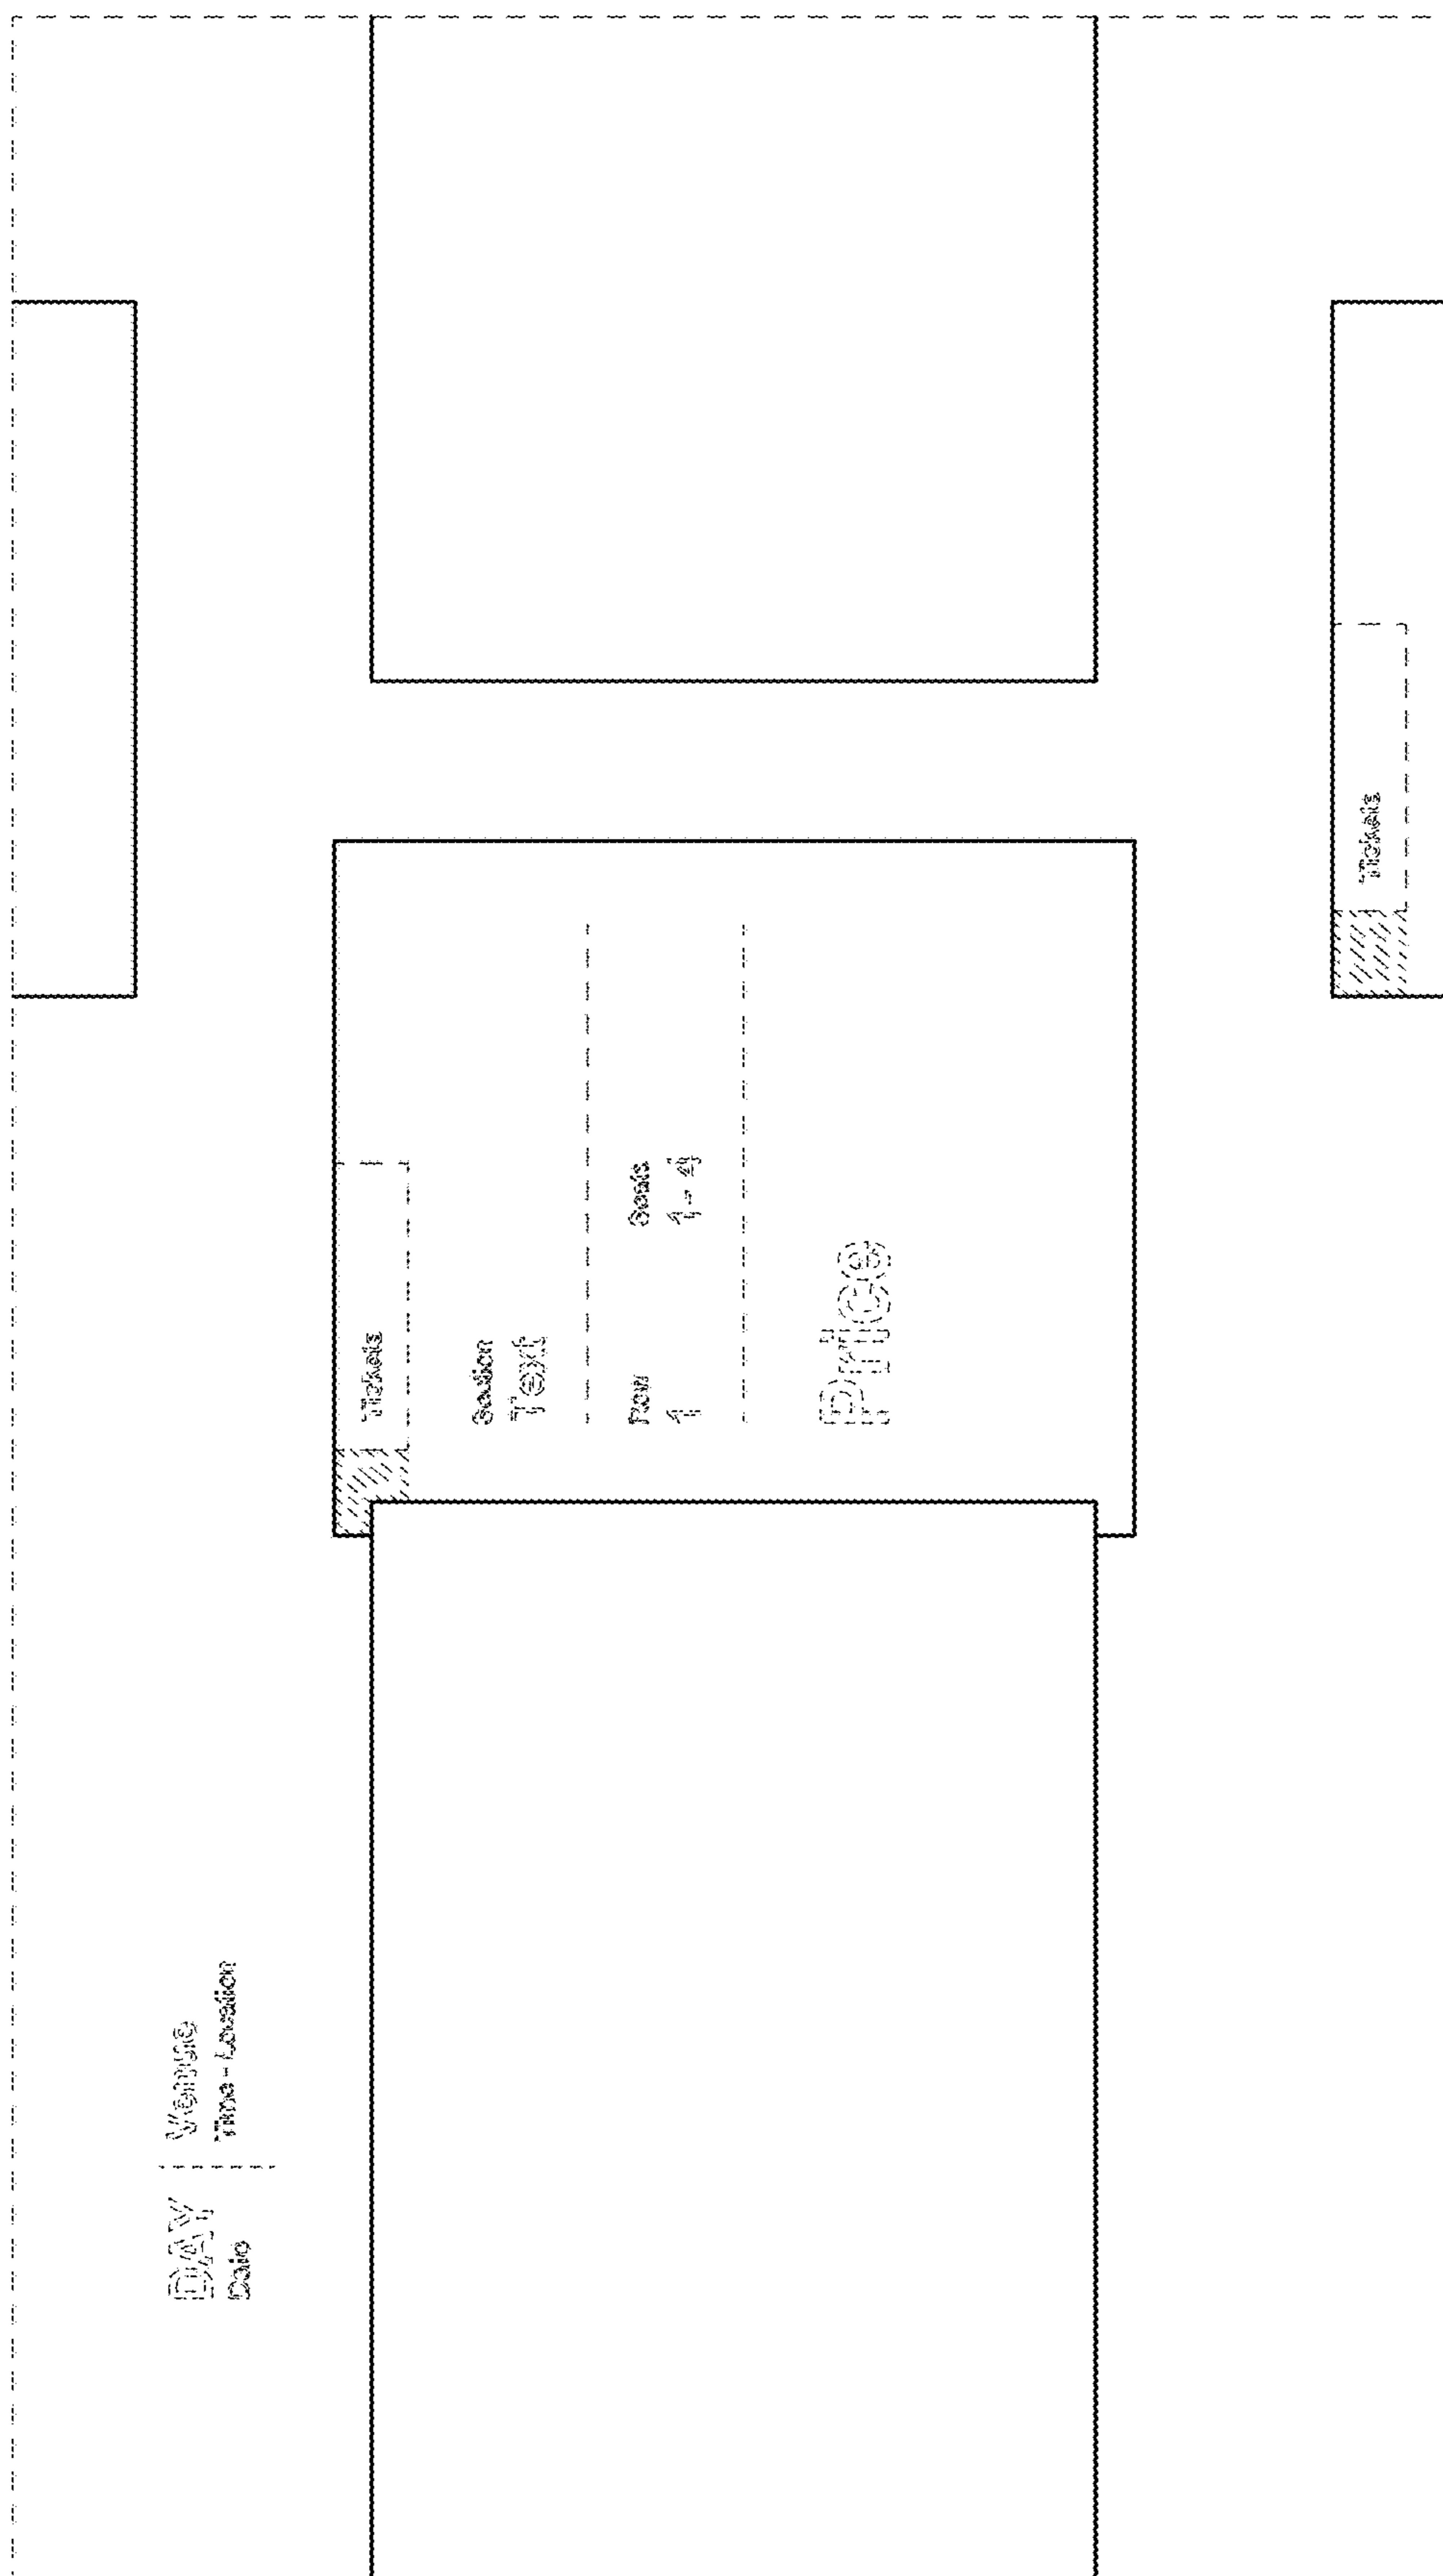 DAY
Date
Venue
Time - Location
Tickets
Section
Text
Row
1
Seats
1 - 4
Price
Tickets